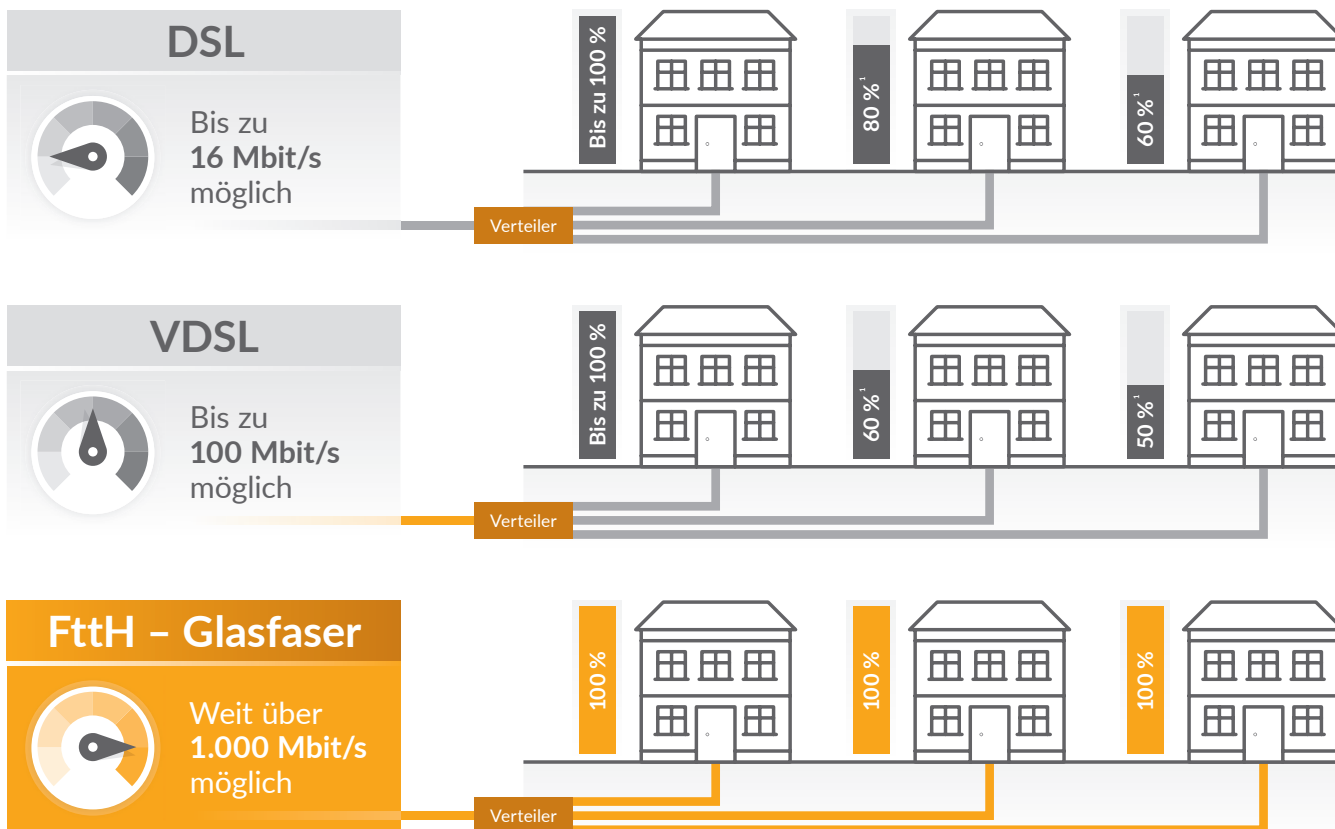 DSL
Bis zu
16 Mbit/s
möglich
Bis zu 100 %
80 %¹
60 %¹
Verteiler
VDSL
Bis zu
100 Mbit/s
möglich
Bis zu 100 %
60 %¹
50 %¹
Verteiler
FttH – Glasfaser
Weit über
1.000 Mbit/s
möglich
100 %
100 %
100 %
Verteiler